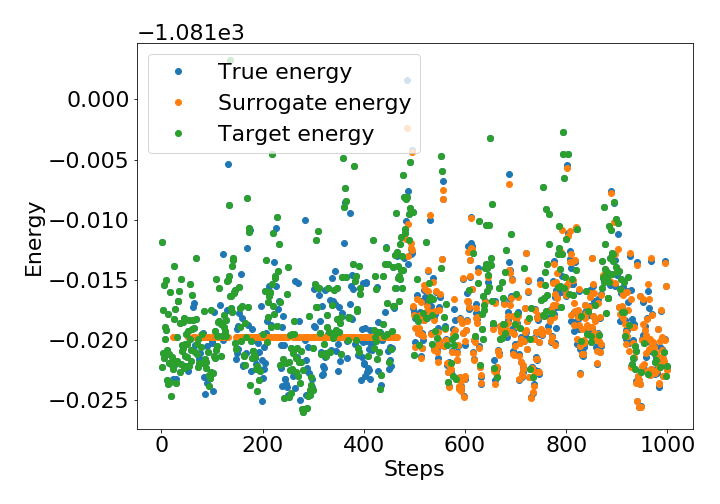 −1.081e3
True energy
Surrogate energy
Target energy
0.000
−0.005
−0.010
−0.015
−0.020
−0.025
Energy
0
200
400
600
800
1000
Steps